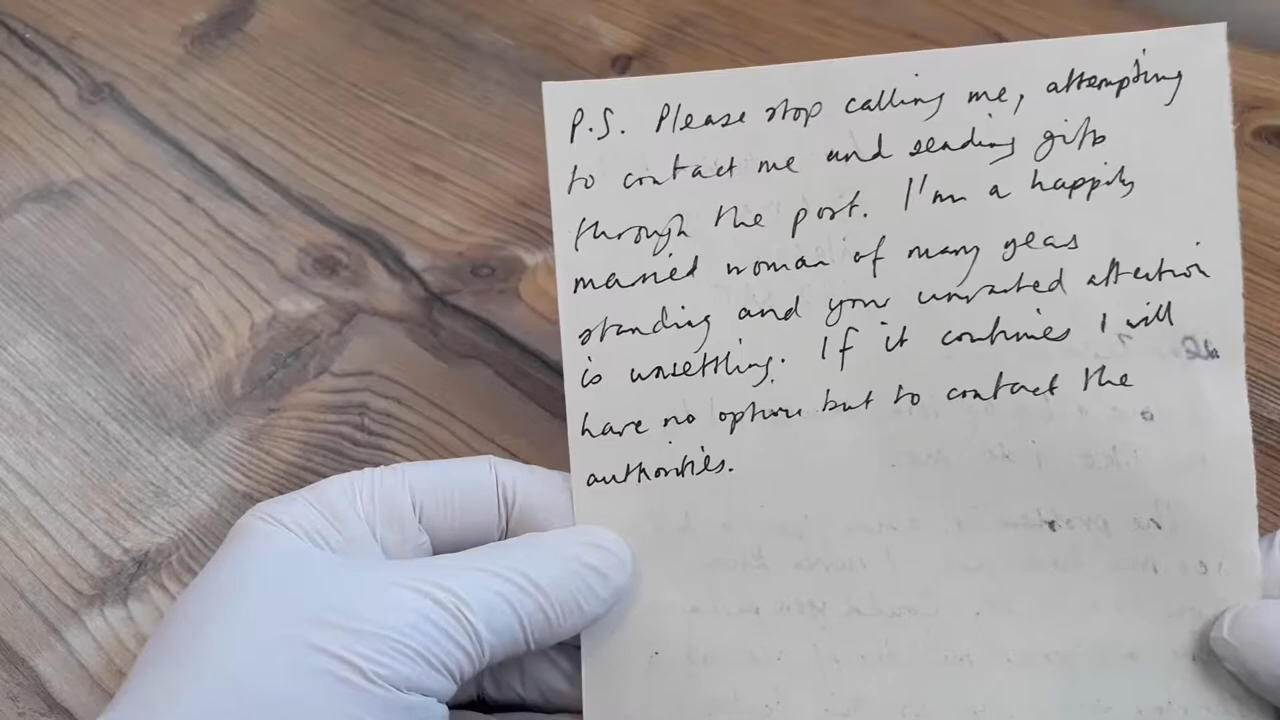 P.S. Please stop calling me, attempting
to contact me and sending gifts
through the post. I'm a happily
married woman of many years
standing and your unwanted attention
is unsettling. If it continues I will
have no option but to contact the
authorities.